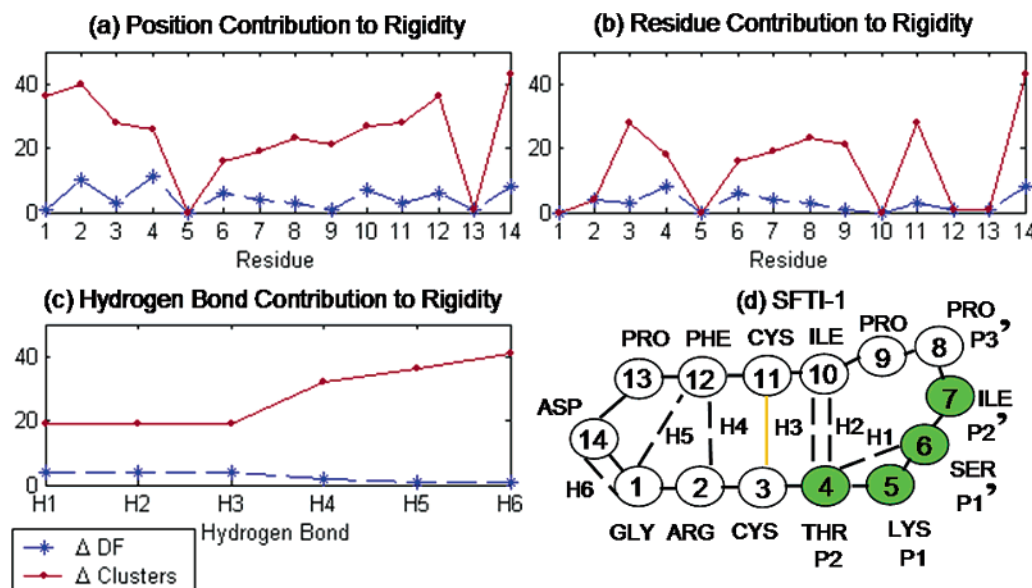 (a) Position Contribution to Rigidity
40
20
0
1 2 3 4 5 6 7 8 9 10 11 12 13 14
Residue
(b) Residue Contribution to Rigidity
40
20
0
1 2 3 4 5 6 7 8 9 10 11 12 13 14
Residue
(c) Hydrogen Bond Contribution to Rigidity
40
20
0
H1 H2 H3 H4 H5 H6
Hydrogen Bond
Δ DF
Δ Clusters
(d) SFTI-1
PRO PHE CYS ILE PRO PRO
P3’
13 12 11 10 9 8
ASP
14
7
ILE
P2’
H5 H4 H3 H2 H1
6
SER
P1’
H6
1 2 3 4 5
GLY ARG CYS THR LYS
P2 P1